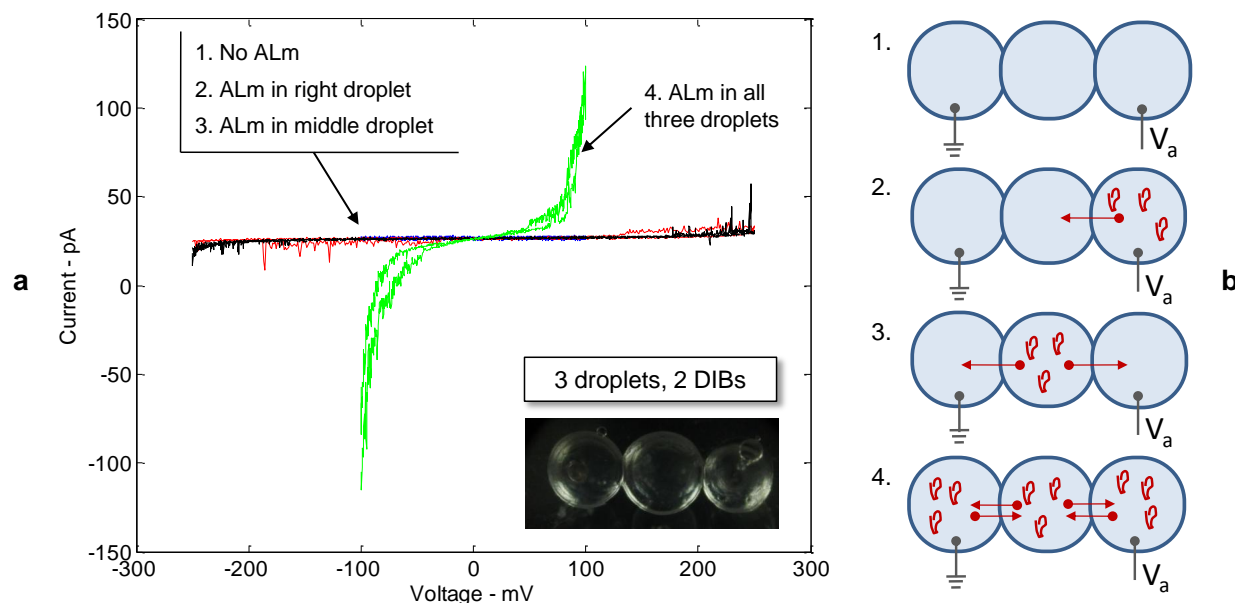 150
100
50
0
-50
-100
-150
-300
-200
-100
0
100
200
300
Current - pA
Voltage - mV
a
1. No ALm
2. ALm in right droplet
3. ALm in middle droplet
4. ALm in all
three droplets
3 droplets, 2 DIBs
b
1.
Va
2.
Va
3.
Va
4.
Va